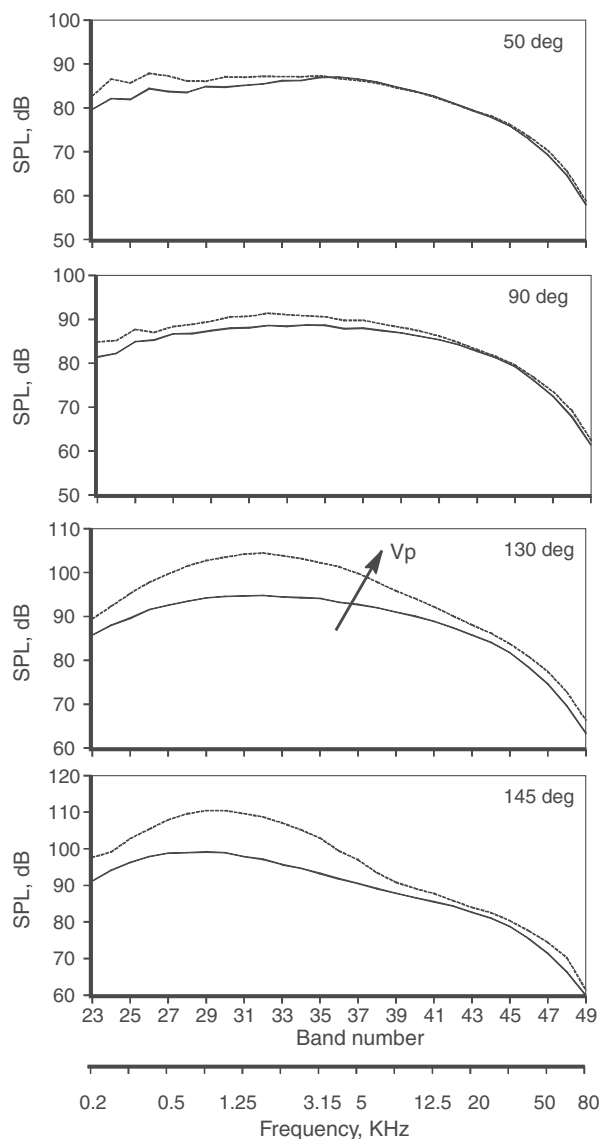 100
90
80
70
60
50
SPL, dB
50 deg
100
90
80
70
60
50
SPL, dB
90 deg
110
100
90
80
70
60
SPL, dB
130 deg
Vp
120
110
100
90
80
70
60
SPL, dB
145 deg
23 25 27 29 31 33 35 37 39 41 43 45 47 49
Band number
0.2 0.5 1.25 3.15 5 12.5 20 50 80
Frequency, KHz